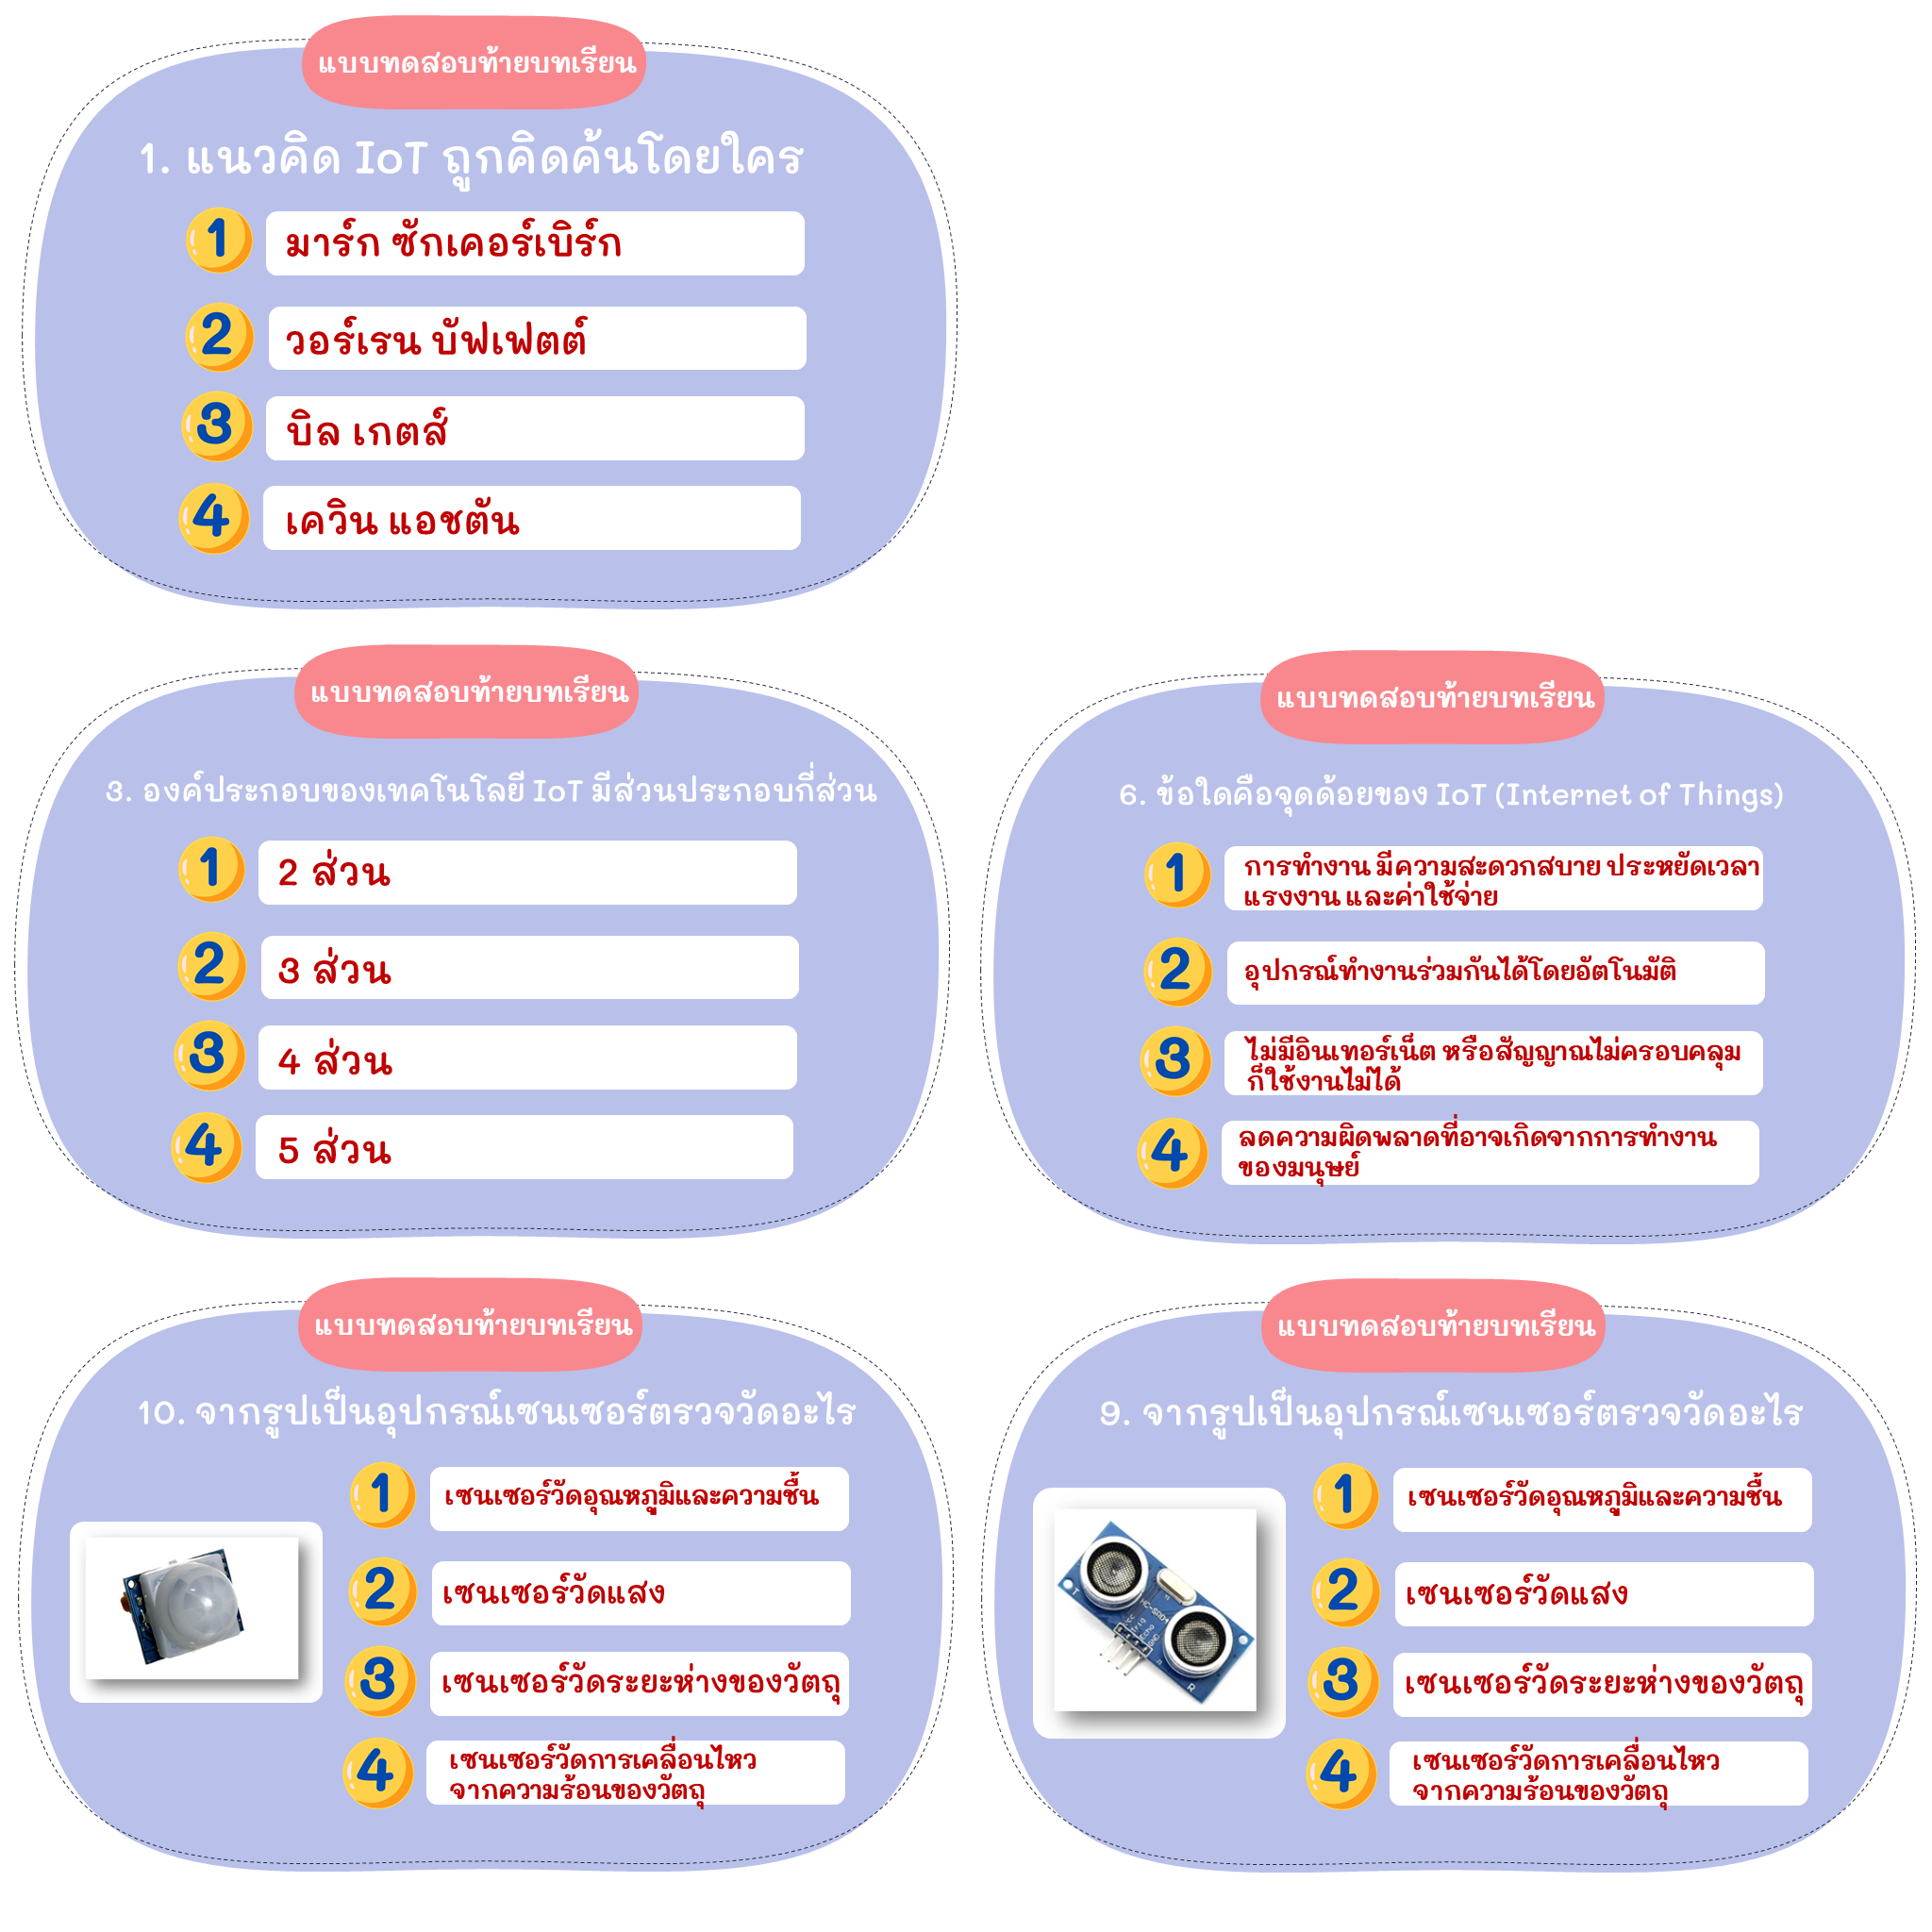 แบบทดสอบท้ายบทเรียน
1. แนวคิด IoT ถูกคิดค้นโดยใคร
1 มาร์ก ซักเคอร์เบิร์ก
2 วอร์เรน บัฟเฟตต์
3 บิล เกตส์
4 เควิน แอชตัน
แบบทดสอบท้ายบทเรียน
3. องค์ประกอบของเทคโนโลยี IoT มีส่วนประกอบกี่ส่วน
1 2 ส่วน
2 3 ส่วน
3 4 ส่วน
4 5 ส่วน
แบบทดสอบท้ายบทเรียน
6. ข้อใดคือจุดด้อยของ IoT (Internet of Things)
1 การทำงาน มีความสะดวกสบาย ประหยัดเวลา
แรงงาน และค่าใช้จ่าย
2 อุปกรณ์ทำงานร่วมกันได้โดยอัตโนมัติ
3 ไม่มีอินเทอร์เน็ต หรือสัญญาณไม่ครอบคลุม
ก็ใช้งานไม่ได้
4 ลดความผิดพลาดที่อาจเกิดจากการทำงาน
ของมนุษย์
แบบทดสอบท้ายบทเรียน
10. จากรูปเป็นอุปกรณ์เซนเซอร์ตรวจวัดอะไร
1 เซนเซอร์วัดอุณหภูมิและความชื้น
2 เซนเซอร์วัดแสง
3 เซนเซอร์วัดระยะห่างของวัตถุ
4 เซนเซอร์วัดการเคลื่อนไหว
จากความร้อนของวัตถุ
แบบทดสอบท้ายบทเรียน
9. จากรูปเป็นอุปกรณ์เซนเซอร์ตรวจวัดอะไร
T
HC-SR04
Vcc
Trig
Echo
GND
R
1 เซนเซอร์วัดอุณหภูมิและความชื้น
2 เซนเซอร์วัดแสง
3 เซนเซอร์วัดระยะห่างของวัตถุ
4 เซนเซอร์วัดการเคลื่อนไหว
จากความร้อนของวัตถุ